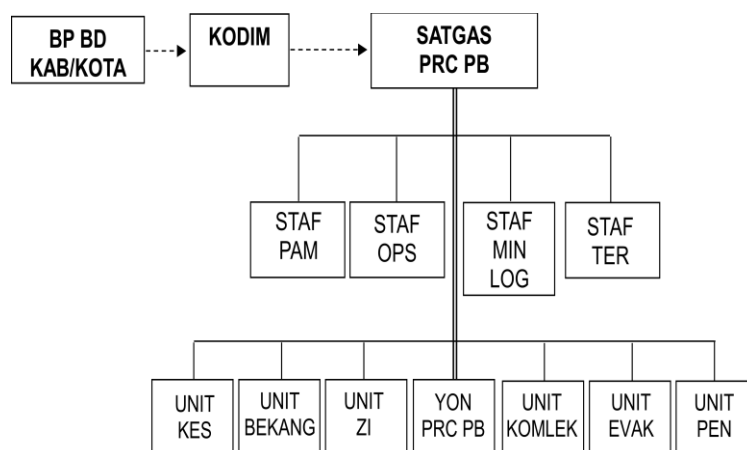 BP BD
KAB/KOTA
KODIM
SATGAS
PRC PB
STAF
PAM
STAF
OPS
STAF
MIN
LOG
STAF
TER
UNIT
KES
UNIT
BEKANG
UNIT
ZI
YON
PRC PB
UNIT
KOMLEK
UNIT
EVAK
UNIT
PEN